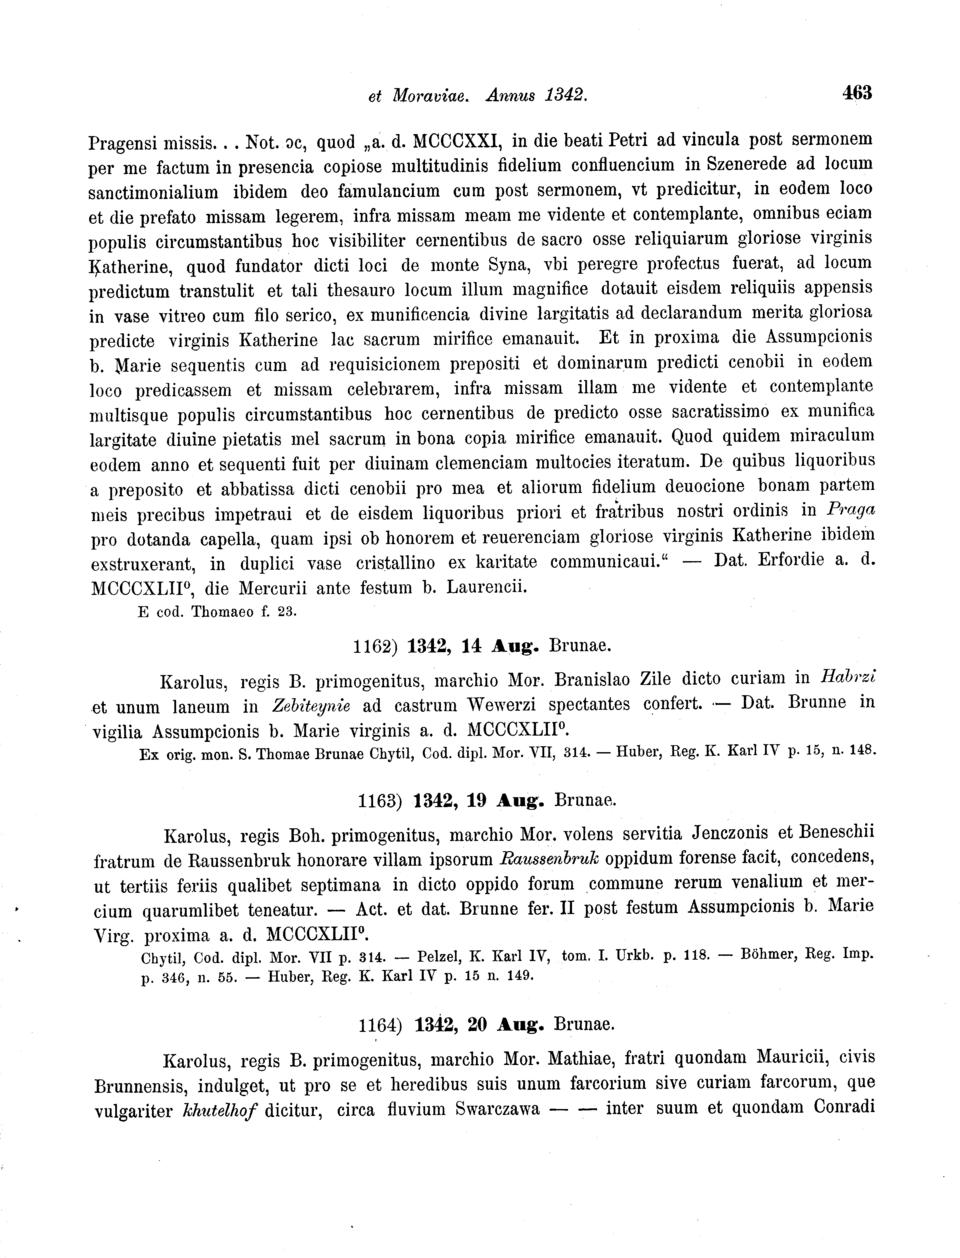 et Moraviae. Annus 1342. 463
Pragensi missis. . . Not. ɔc, quod „a. d. MCCCXXI, in die beati Petri ad vincula post sermonem
per me factum in presencia copiose multitudinis fidelium confluencium in Szenerede ad locum
sanctimonialium ibidem deo famulancium cum post sermonem, vt predicitur, in eodem loco
et die prefato missam legerem, infra missam meam me vidente et contemplante, omnibus eciam
populis circumstantibus hoc visibiliter cernentibus de sacro osse reliquiarum gloriose virginis
Katherine, quod fundator dicti loci de monte Syna, vbi peregre profectus fuerat, ad locum
predictum transtulit et tali thesauro locum illum magnifice dotauit eisdem reliquiis appensis
in vase vitreo cum filo serico, ex munificencia divine largitatis ad declarandum merita gloriosa
predicte virginis Katherine lac sacrum mirifice emanauit. Et in proxima die Assumpcionis
b. Marie sequentis cum ad requisicionem prepositi et dominarum predicti cenobii in eodem
loco predicassem et missam celebrarem, infra missam illam me vidente et contemplante
multisque populis circumstantibus hoc cernentibus de predicto osse sacratissimo ex munifica
largitate diuine pietatis mel sacrum in bona copia mirifice emanauit. Quod quidem miraculum
eodem anno et sequenti fuit per diuinam clemenciam multocies iteratum. De quibus liquoribus
a preposito et abbatissa dicti cenobii pro mea et aliorum fidelium deuocione bonam partem
meis precibus impetraui et de eisdem liquoribus priori et fratribus nostri ordinis in Praga
pro dotanda capella, quam ipsi ob honorem et reuerenciam gloriose virginis Katherine ibidem
exstruxerant, in duplici vase cristallino ex karitate communicaui.“ — Dat. Erfordie a. d.
MCCCXLII⁰, die Mercurii ante festum b. Laurencii.
E cod. Thomaeo f. 23.
1162) 1342, 14 Aug. Brunae.
Karolus, regis B. primogenitus, marchio Mor. Branislao Zile dicto curiam in Habrzi
et unum laneum in Zebiteynie ad castrum Wewerzi spectantes confert. — Dat. Brunne in
vigilia Assumpcionis b. Marie virginis a. d. MCCCXLII⁰.
Ex orig. mon. S. Thomae Brunae Chytil, Cod. dipl. Mor. VII, 314. — Huber, Reg. K. Karl IV p. 15, n. 148.
1163) 1342, 19 Aug. Brunae.
Karolus, regis Boh. primogenitus, marchio Mor. volens servitia Jenczonis et Beneschii
fratrum de Raussenbruk honorare villam ipsorum Raussenbruk oppidum forense facit, concedens,
ut tertiis feriis qualibet septimana in dicto oppido forum commune rerum venalium et mer-
cium quarumlibet teneatur. — Act. et dat. Brunne fer. II post festum Assumpcionis b. Marie
Virg. proxima a. d. MCCCXLII⁰.
Chytil, Cod. dipl. Mor. VII p. 314. — Pelzel, K. Karl IV, tom. I. Urkb. p. 118. — Böhmer, Reg. Imp.
p. 346, n. 55. — Huber, Reg. K. Karl IV p. 15 n. 149.
1164) 1342, 20 Aug. Brunae.
Karolus, regis B. primogenitus, marchio Mor. Mathiae, fratri quondam Mauricii, civis
Brunnensis, indulget, ut pro se et heredibus suis unum farcorium sive curiam farcorum, que
vulgariter khutelhof dicitur, circa fluvium Swarczawa — — inter suum et quondam Conradi